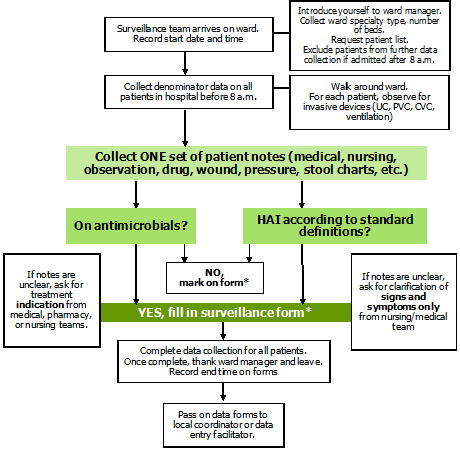 Surveillance team arrives on ward.
Record start date and time
Introduce yourself to ward manager.
Collect ward specialty type, number
of beds.
Request patient list.
Exclude patients from further data
collection if admitted after 8 a.m.
Collect denominator data on all
patients in hospital before 8 a.m.
Walk around ward.
For each patient, observe for
invasive devices (UC, PVC, CVC,
ventilation)
Collect ONE set of patient notes (medical, nursing,
observation, drug, wound, pressure, stool charts, etc.)
On antimicrobials?
HAI according to standard
definitions?
If notes are
unclear, ask for
treatment
indication from
medical, pharmacy,
or nursing teams.
NO,
mark on form*
If notes are unclear,
ask for clarification of
signs and
symptoms only
from nursing/medical
team
YES, fill in surveillance form*
Complete data collection for all patients.
Once complete, thank ward manager and leave.
Record end time on forms
Pass on data forms to
local coordinator or data
entry facilitator.